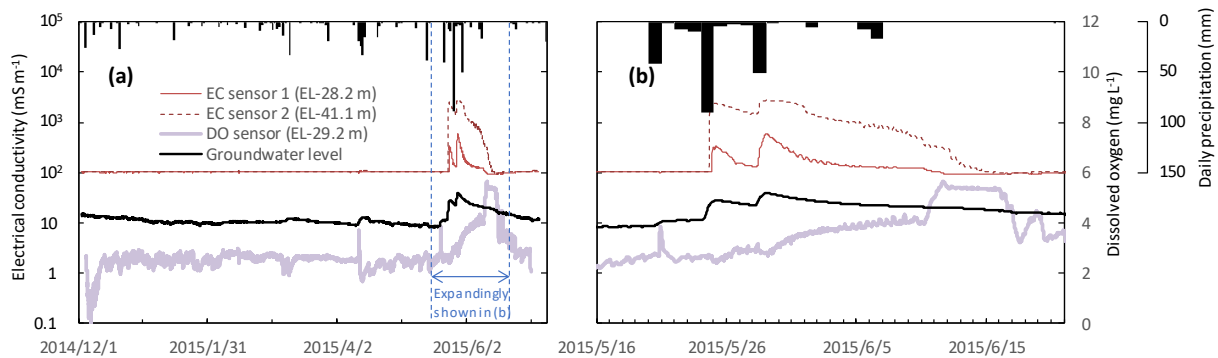 10⁵
10⁴
10³
10²
10
1
0.1
Electrical conductivity (mS m⁻¹)
(a)
EC sensor 1 (EL-28.2 m)
EC sensor 2 (EL-41.1 m)
DO sensor (EL-29.2 m)
Groundwater level
Expandingly
shown in (b)
2014/12/1
2015/1/31
2015/4/2
2015/6/2
(b)
2015/5/16
2015/5/26
2015/6/5
2015/6/15
12
10
8
6
4
2
0
Dissolved oxygen (mg L⁻¹)
0
50
100
150
Daily precipitation (mm)